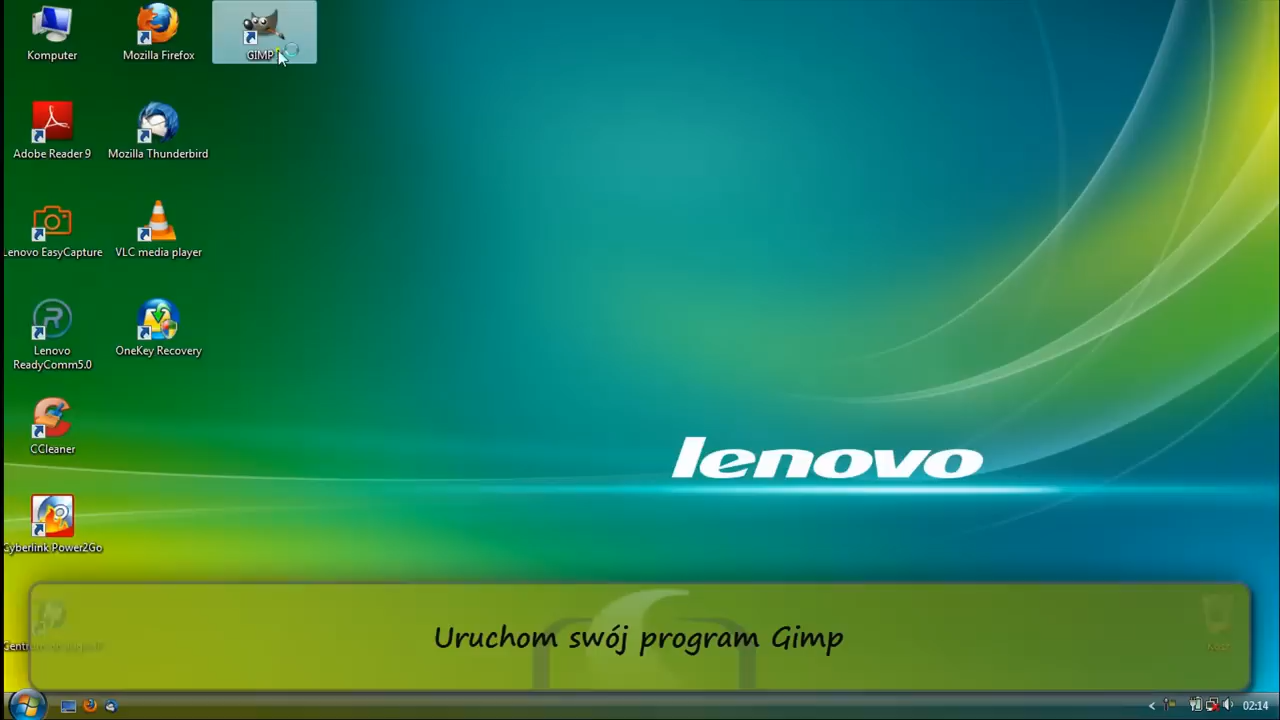 Komputer
Mozilla Firefox
GIMP
Adobe Reader 9
Mozilla Thunderbird
Lenovo EasyCapture
VLC media player
Lenovo
ReadyComm5.0
OneKey Recovery
CCleaner
Cyberlink Power2Go
lenovo
Uruchom swój program Gimp
02:14